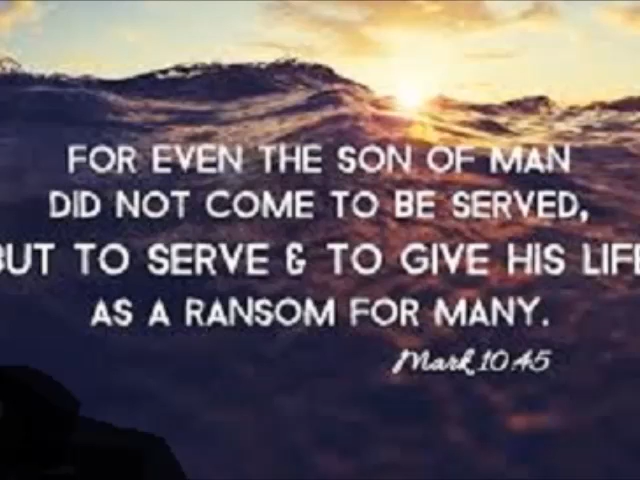 FOR EVEN THE SON OF MAN
DID NOT COME TO BE SERVED,
BUT TO SERVE & TO GIVE HIS LIFE
AS A RANSOM FOR MANY.
Mark 10:45